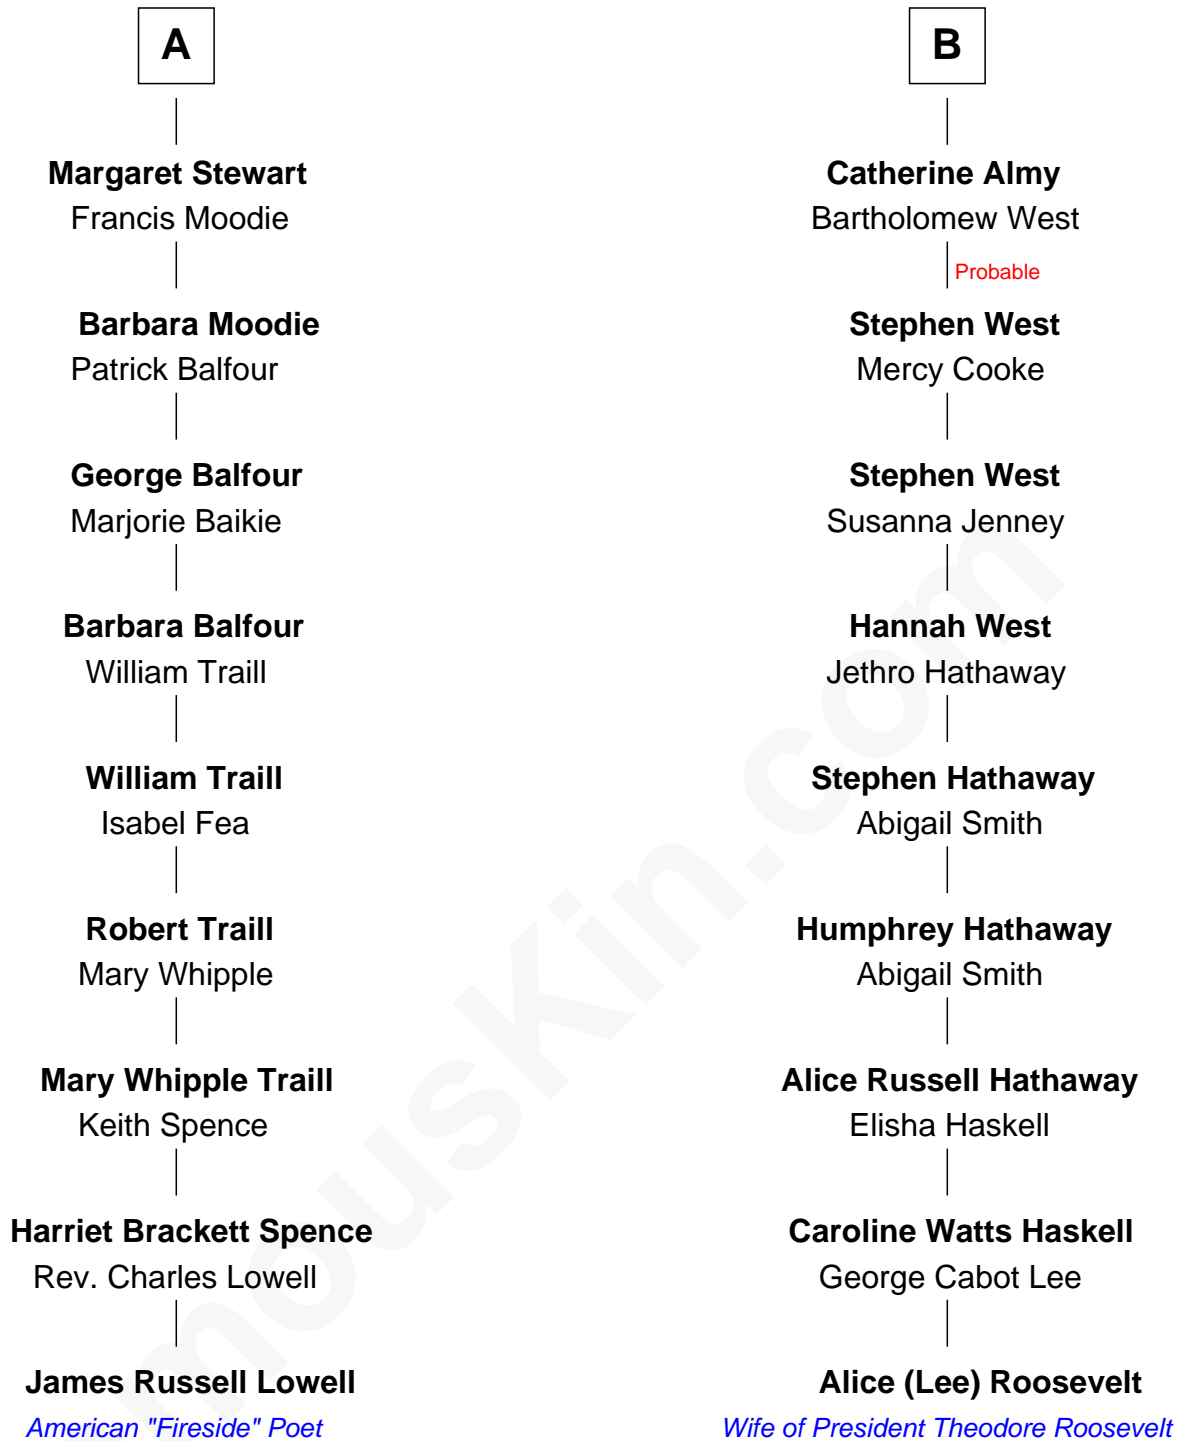 A
Margaret Stewart
Francis Moodie
Barbara Moodie
Patrick Balfour
George Balfour
Marjorie Baikie
Barbara Balfour
William Traill
William Traill
Isabel Fea
Robert Traill
Mary Whipple
Mary Whipple Traill
Keith Spence
Harriet Brackett Spence
Rev. Charles Lowell
James Russell Lowell
American "Fireside" Poet
B
Catherine Almy
Bartholomew West
Probable
Stephen West
Mercy Cooke
Stephen West
Susanna Jenney
Hannah West
Jethro Hathaway
Stephen Hathaway
Abigail Smith
Humphrey Hathaway
Abigail Smith
Alice Russell Hathaway
Elisha Haskell
Caroline Watts Haskell
George Cabot Lee
Alice (Lee) Roosevelt
Wife of President Theodore Roosevelt
mousKin.com